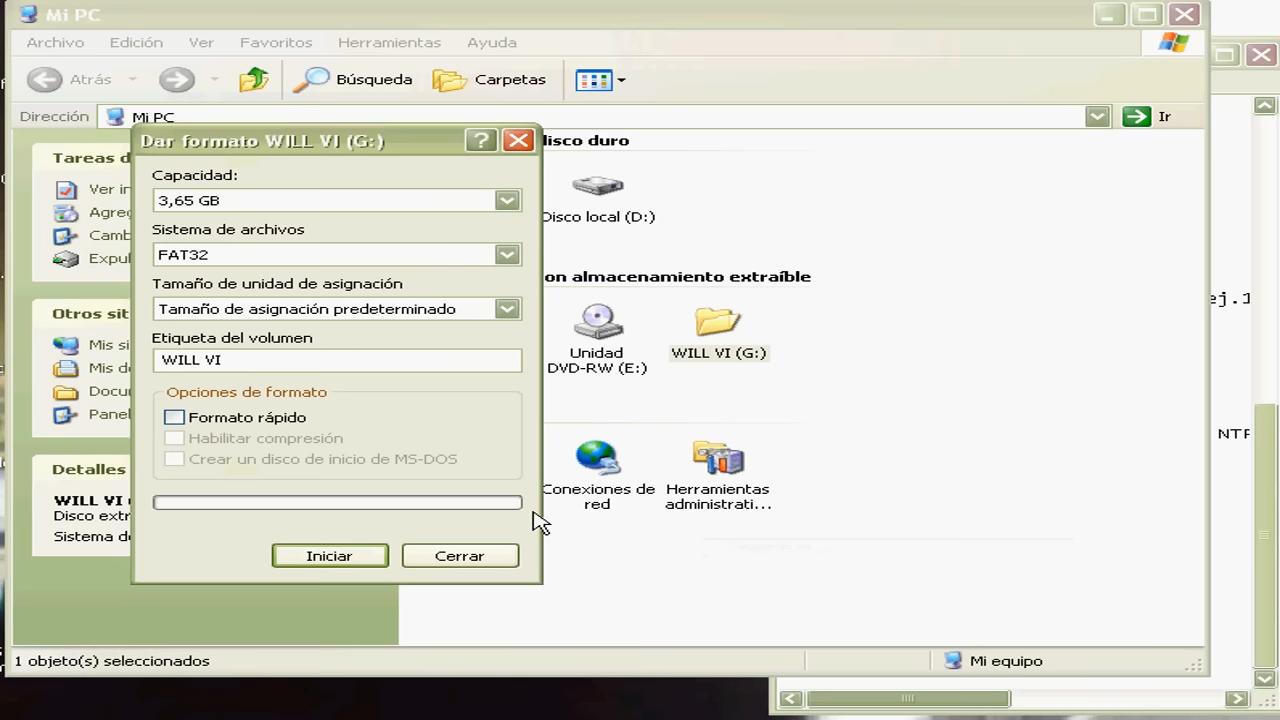 Mi PC
Archivo Edición Ver Favoritos Herramientas Ayuda
Atrás Búsqueda Carpetas
Dirección Mi PC Ir
Dar formato WILL VI (G:)
Capacidad:
3,65 GB
Sistema de archivos
FAT32
Tamaño de unidad de asignación
Tamaño de asignación predeterminado
Etiqueta del volumen
WILL VI
Opciones de formato
Formato rápido
Habilitar compresión
Crear un disco de inicio de MS-DOS
Iniciar Cerrar
Tareas d
Ver in
Agreg
Camb
Expul
Otros sit
Mis si
Mis d
Docu
Panel
Detalles
WILL VI
Disco extr
Sistema de
disco duro
Disco local (D:)
on almacenamiento extraíble
Unidad
DVD-RW (E:)
WILL VI (G:)
Conexiones de
red
Herramientas
administrati...
ej.1
NTF
1 objeto(s) seleccionados
Mi equipo